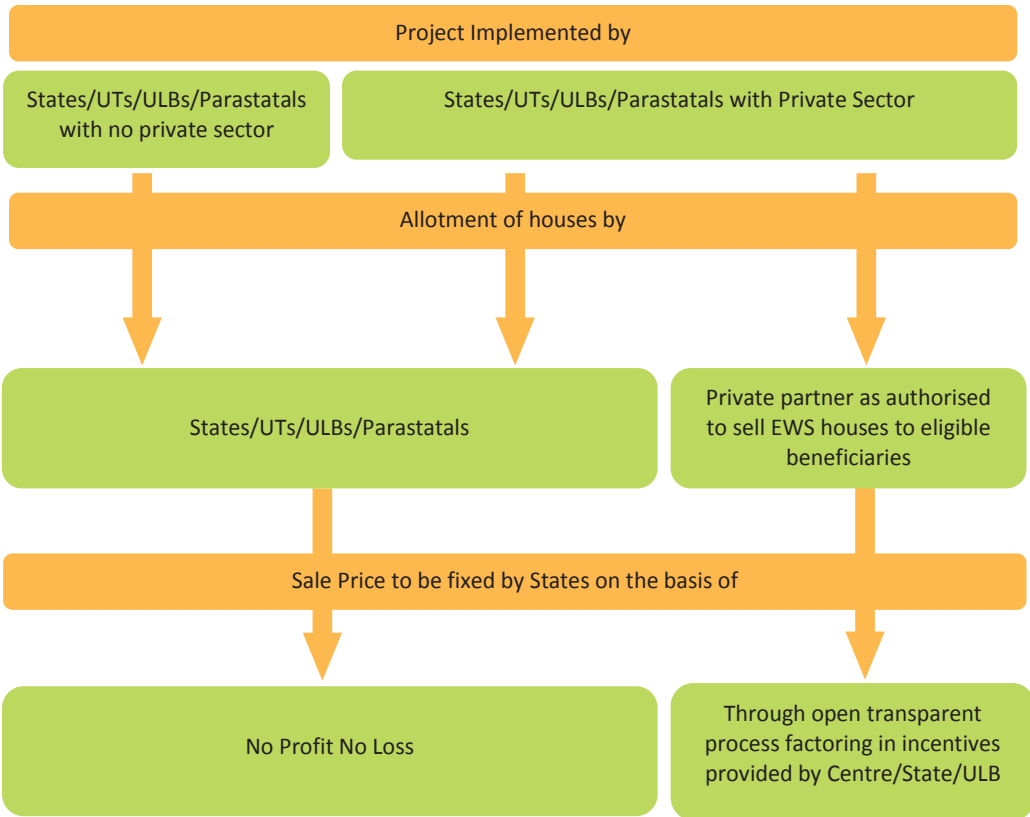 Project Implemented by
States/UTs/ULBs/Parastatals
with no private sector
States/UTs/ULBs/Parastatals with Private Sector
Allotment of houses by
States/UTs/ULBs/Parastatals
Private partner as authorised
to sell EWS houses to eligible
beneficiaries
Sale Price to be fixed by States on the basis of
No Profit No Loss
Through open transparent
process factoring in incentives
provided by Centre/State/ULB